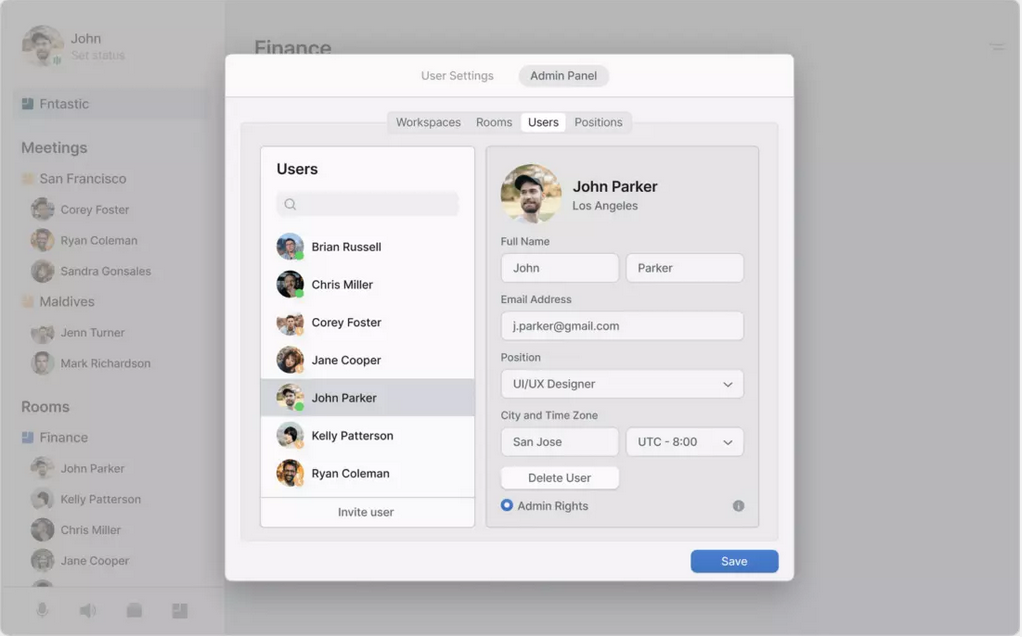 John
Set status
Fntastic
Meetings
San Francisco
Corey Foster
Ryan Coleman
Sandra Gonsales
Maldives
Jenn Turner
Mark Richardson
Rooms
Finance
John Parker
Kelly Patterson
Chris Miller
Jane Cooper
Finance
User Settings
Admin Panel
Workspaces
Rooms
Users
Positions
Users
Brian Russell
Chris Miller
Corey Foster
Jane Cooper
John Parker
Kelly Patterson
Ryan Coleman
Invite user
John Parker
Los Angeles
Full Name
John
Parker
Email Address
j.parker@gmail.com
Position
UI/UX Designer
City and Time Zone
San Jose
UTC - 8:00
Delete User
Admin Rights
Save